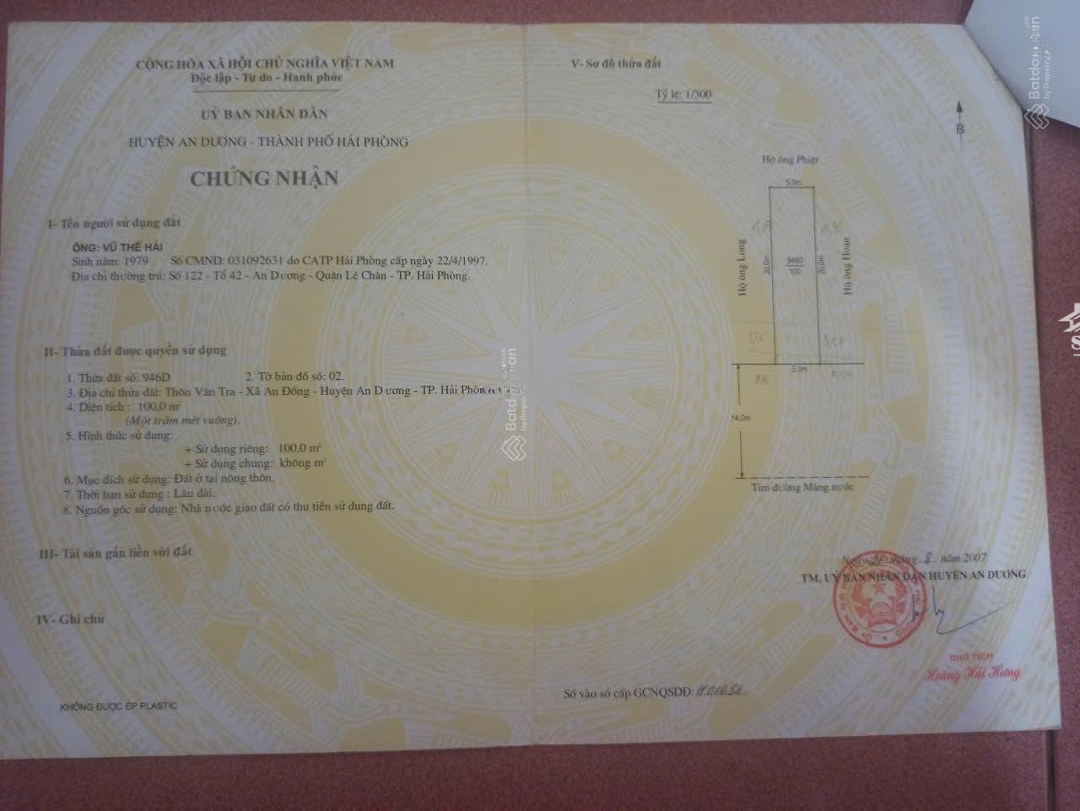 CỘNG HÒA XÃ HỘI CHỦ NGHĨA VIỆT NAM
Độc lập - Tự do - Hạnh phúc
UỶ BAN NHÂN DÂN
HUYỆN AN DƯƠNG - THÀNH PHỐ HẢI PHÒNG
CHỨNG NHẬN
I- Tên người sử dụng đất
ÔNG: VŨ THẾ HẢI
Sinh năm: 1979 Số CMND: 031092631 do CATP Hải Phòng cấp ngày 22/4/1997.
Địa chỉ thường trú: Số 122 - Tổ 42 - An Dương - Quận Lê Chân - TP. Hải Phòng.
II- Thửa đất được quyền sử dụng
1. Thửa đất số: 946D 2. Tờ bản đồ số: 02.
3. Địa chỉ thửa đất: Thôn Văn Tra - Xã An Đồng - Huyện An Dương - TP. Hải Phòng
4. Diện tích : 100,0 m²
(Một trăm mét vuông).
5. Hình thức sử dụng:
+ Sử dụng riêng: 100,0 m²
+ Sử dụng chung: không m²
6. Mục đích sử dụng: Đất ở tại nông thôn.
7. Thời hạn sử dụng : Lâu dài.
8. Nguồn gốc sử dụng: Nhà nước giao đất có thu tiền sử dụng đất.
III- Tài sản gắn liền với đất
IV- Ghi chú
KHÔNG ĐƯỢC ÉP PLASTIC
V- Sơ đồ thửa đất
Tỷ lệ: 1/300
B
Hộ ông Phiệt
5.0m
Hộ ông Long
20.0m
946D
100
20.0m
Hộ ông Hoan
5.0m
14.0m
Tim đường Máng nước
Ngày tháng 8 năm 2007
TM. UỶ BAN NHÂN DÂN HUYỆN AN DƯƠNG
CHỦ TỊCH
Hoàng Hải Hưng
Số vào sổ cấp GCNQSDĐ:
Batdongsan
by Property
Batdongsan
by Property